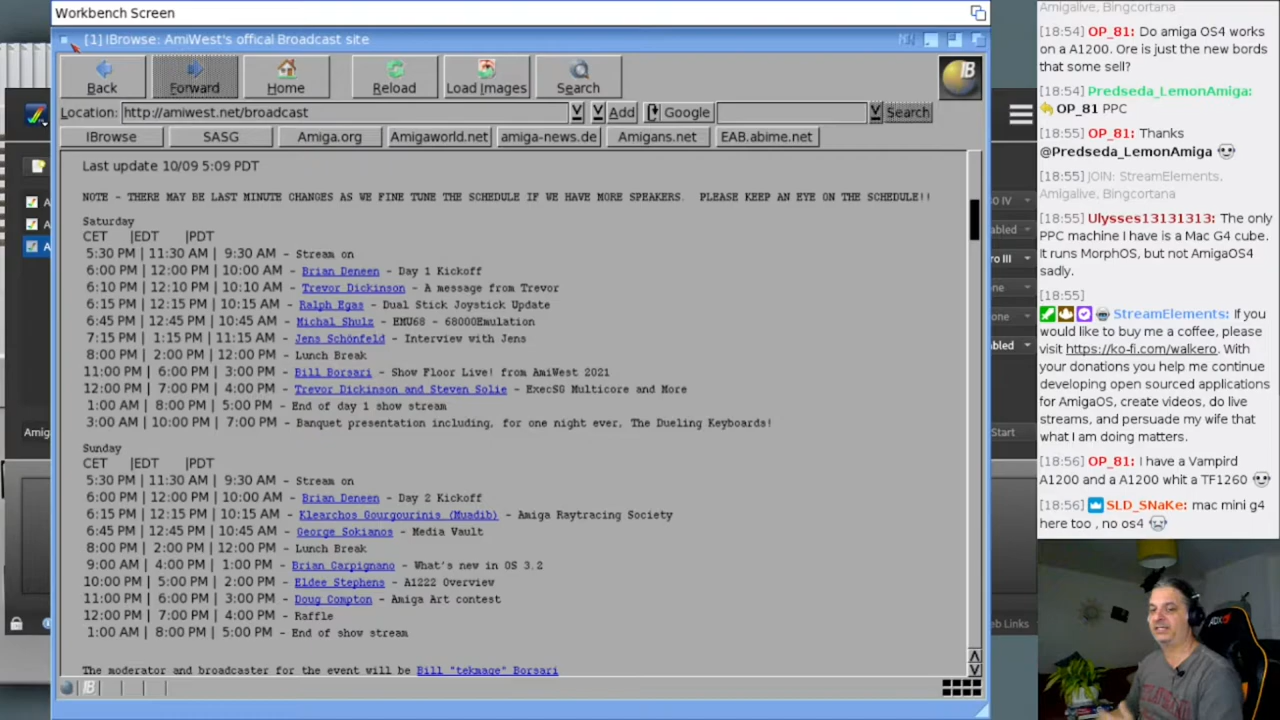 Workbench Screen
[1] IBrowse: AmiWest's offical Broadcast site
Back
Forward
Home
Reload
Load Images
Search
Location:
http://amiwest.net/broadcast
Add
Google
Search
IBrowse
SASG
Amiga.org
Amigaworld.net
amiga-news.de
Amigans.net
EAB.abime.net
Last update 10/09 5:09 PDT
NOTE - THERE MAY BE LAST MINUTE CHANGES AS WE FINE TUNE THE SCHEDULE IF WE HAVE MORE SPEAKERS. PLEASE KEEP AN EYE ON THE SCHEDULE!!
Saturday
CET |EDT |PDT
5:30 PM | 11:30 AM | 9:30 AM - Stream on
6:00 PM | 12:00 PM | 10:00 AM - Brian Deneen - Day 1 Kickoff
6:10 PM | 12:10 PM | 10:10 AM - Trevor Dickinson - A message from Trevor
6:15 PM | 12:15 PM | 10:15 AM - Ralph Egas - Dual Stick Joystick Update
6:45 PM | 12:45 PM | 10:45 AM - Michal Shulz - EMU68 - 68000Emulation
7:15 PM | 1:15 PM | 11:15 AM - Jens Schönfeld - Interview with Jens
8:00 PM | 2:00 PM | 12:00 PM - Lunch Break
11:00 PM | 6:00 PM | 3:00 PM - Bill Borsari - Show Floor Live! from AmiWest 2021
12:00 PM | 7:00 PM | 4:00 PM - Trevor Dickinson and Steven Solie - ExecSG Multicore and More
1:00 AM | 8:00 PM | 5:00 PM - End of day 1 show stream
3:00 AM | 10:00 PM | 7:00 PM - Banquet presentation including, for one night ever, The Dueling Keyboards!
Sunday
CET |EDT |PDT
5:30 PM | 11:30 AM | 9:30 AM - Stream on
6:00 PM | 12:00 PM | 10:00 AM - Brian Deneen - Day 2 Kickoff
6:15 PM | 12:15 PM | 10:15 AM - Klearchos Gourgourinis (Muadib) - Amiga Raytracing Society
6:45 PM | 12:45 PM | 10:45 AM - George Sokianos - Media Vault
8:00 PM | 2:00 PM | 12:00 PM - Lunch Break
9:00 AM | 4:00 PM | 1:00 PM - Brian Carpignano - What's new in OS 3.2
10:00 PM | 5:00 PM | 2:00 PM - Eldee Stephens - A1222 Overview
11:00 PM | 6:00 PM | 3:00 PM - Doug Compton - Amiga Art contest
12:00 PM | 7:00 PM | 4:00 PM - Raffle
1:00 AM | 8:00 PM | 5:00 PM - End of show stream
The moderator and broadcaster for the event will be Bill "tekmage" Borsari
Amigalive, Bingcortana
[18:54] OP_81: Do amiga OS4 works
on a A1200. Ore is just the new bords
that some sell?
[18:54] Predseda_LemonAmiga:
OP_81 PPC
[18:55] OP_81: Thanks
@Predseda_LemonAmiga
[18:55] JOIN: StreamElements,
Amigalive, Bingcortana
[18:55] Ulysses13131313: The only
PPC machine I have is a Mac G4 cube.
It runs MorphOS, but not AmigaOS4
sadly.
[18:55]
StreamElements: If you
would like to buy me a coffee, please
visit https://ko-fi.com/walkero. With
your donations you help me continue
developing open sourced applications
for AmigaOS, create videos, do live
streams, and persuade my wife that
what I am doing matters.
[18:56] OP_81: I have a Vampird
A1200 and a A1200 whit a TF1260
[18:56] SLD_SNaKe: mac mini g4
here too , no os4